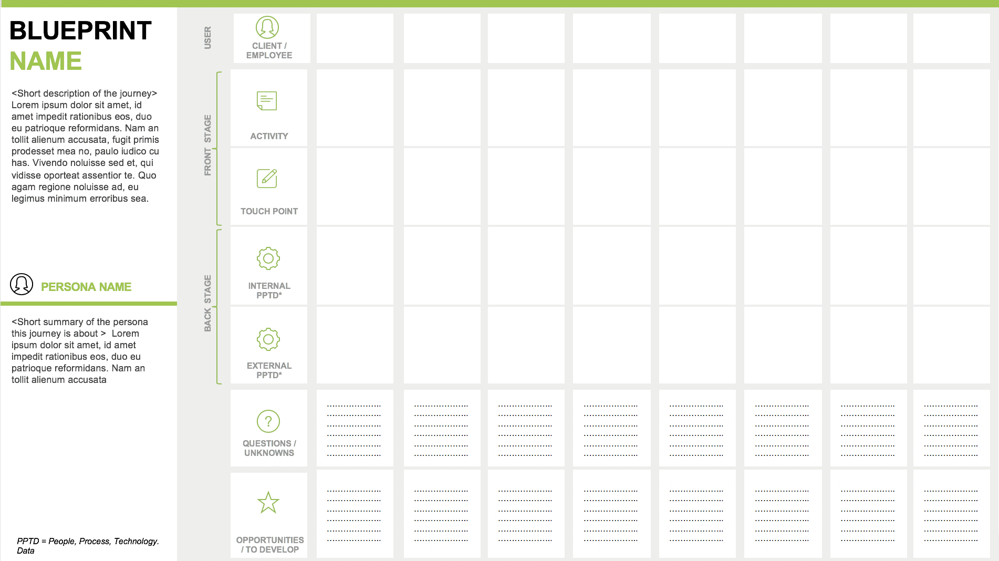 BLUEPRINT
NAME
<Short description of the journey>
Lorem ipsum dolor sit amet, id
amet impedit rationibus eos, duo
eu patrioque reformidans. Nam an
tollit alienum accusata, fugit primis
prodesset mea no, paulo iudico cu
has. Vivendo noluisse sed et, qui
vidisse oporteat assentior te. Quo
agam regione noluisse ad, eu
legimus minimum erroribus sea.
PERSONA NAME
<Short summary of the persona
this journey is about >  Lorem
ipsum dolor sit amet, id amet
impedit rationibus eos, duo eu
patrioque reformidans. Nam an
tollit alienum accusata
PPTD = People, Process, Technology.
Data
USER
CLIENT /
EMPLOYEE
FRONT STAGE
ACTIVITY
TOUCH POINT
BACK STAGE
INTERNAL
PPTD*
EXTERNAL
PPTD*
?
QUESTIONS /
UNKNOWNS
OPPORTUNITIES
/ TO DEVELOP